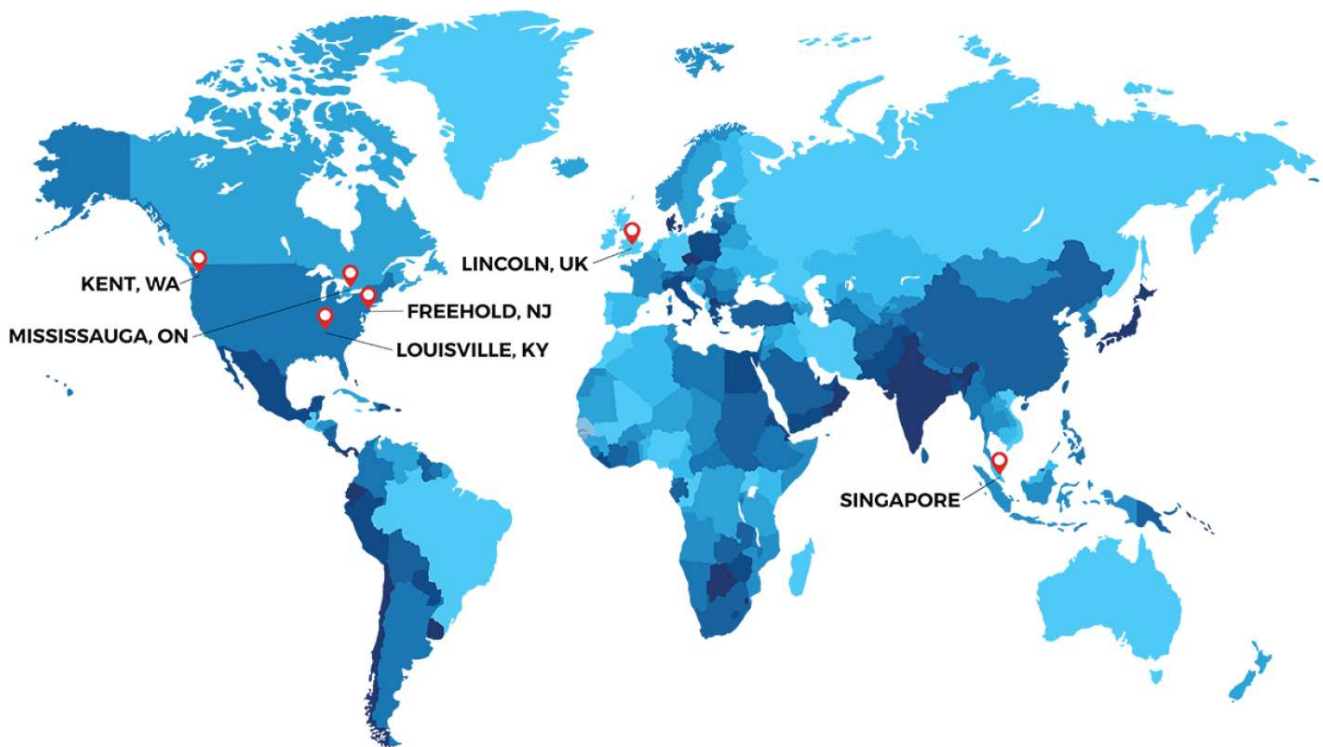 LINCOLN, UK
KENT, WA
FREEHOLD, NJ
MISSISSAUGA, ON
LOUISVILLE, KY
SINGAPORE